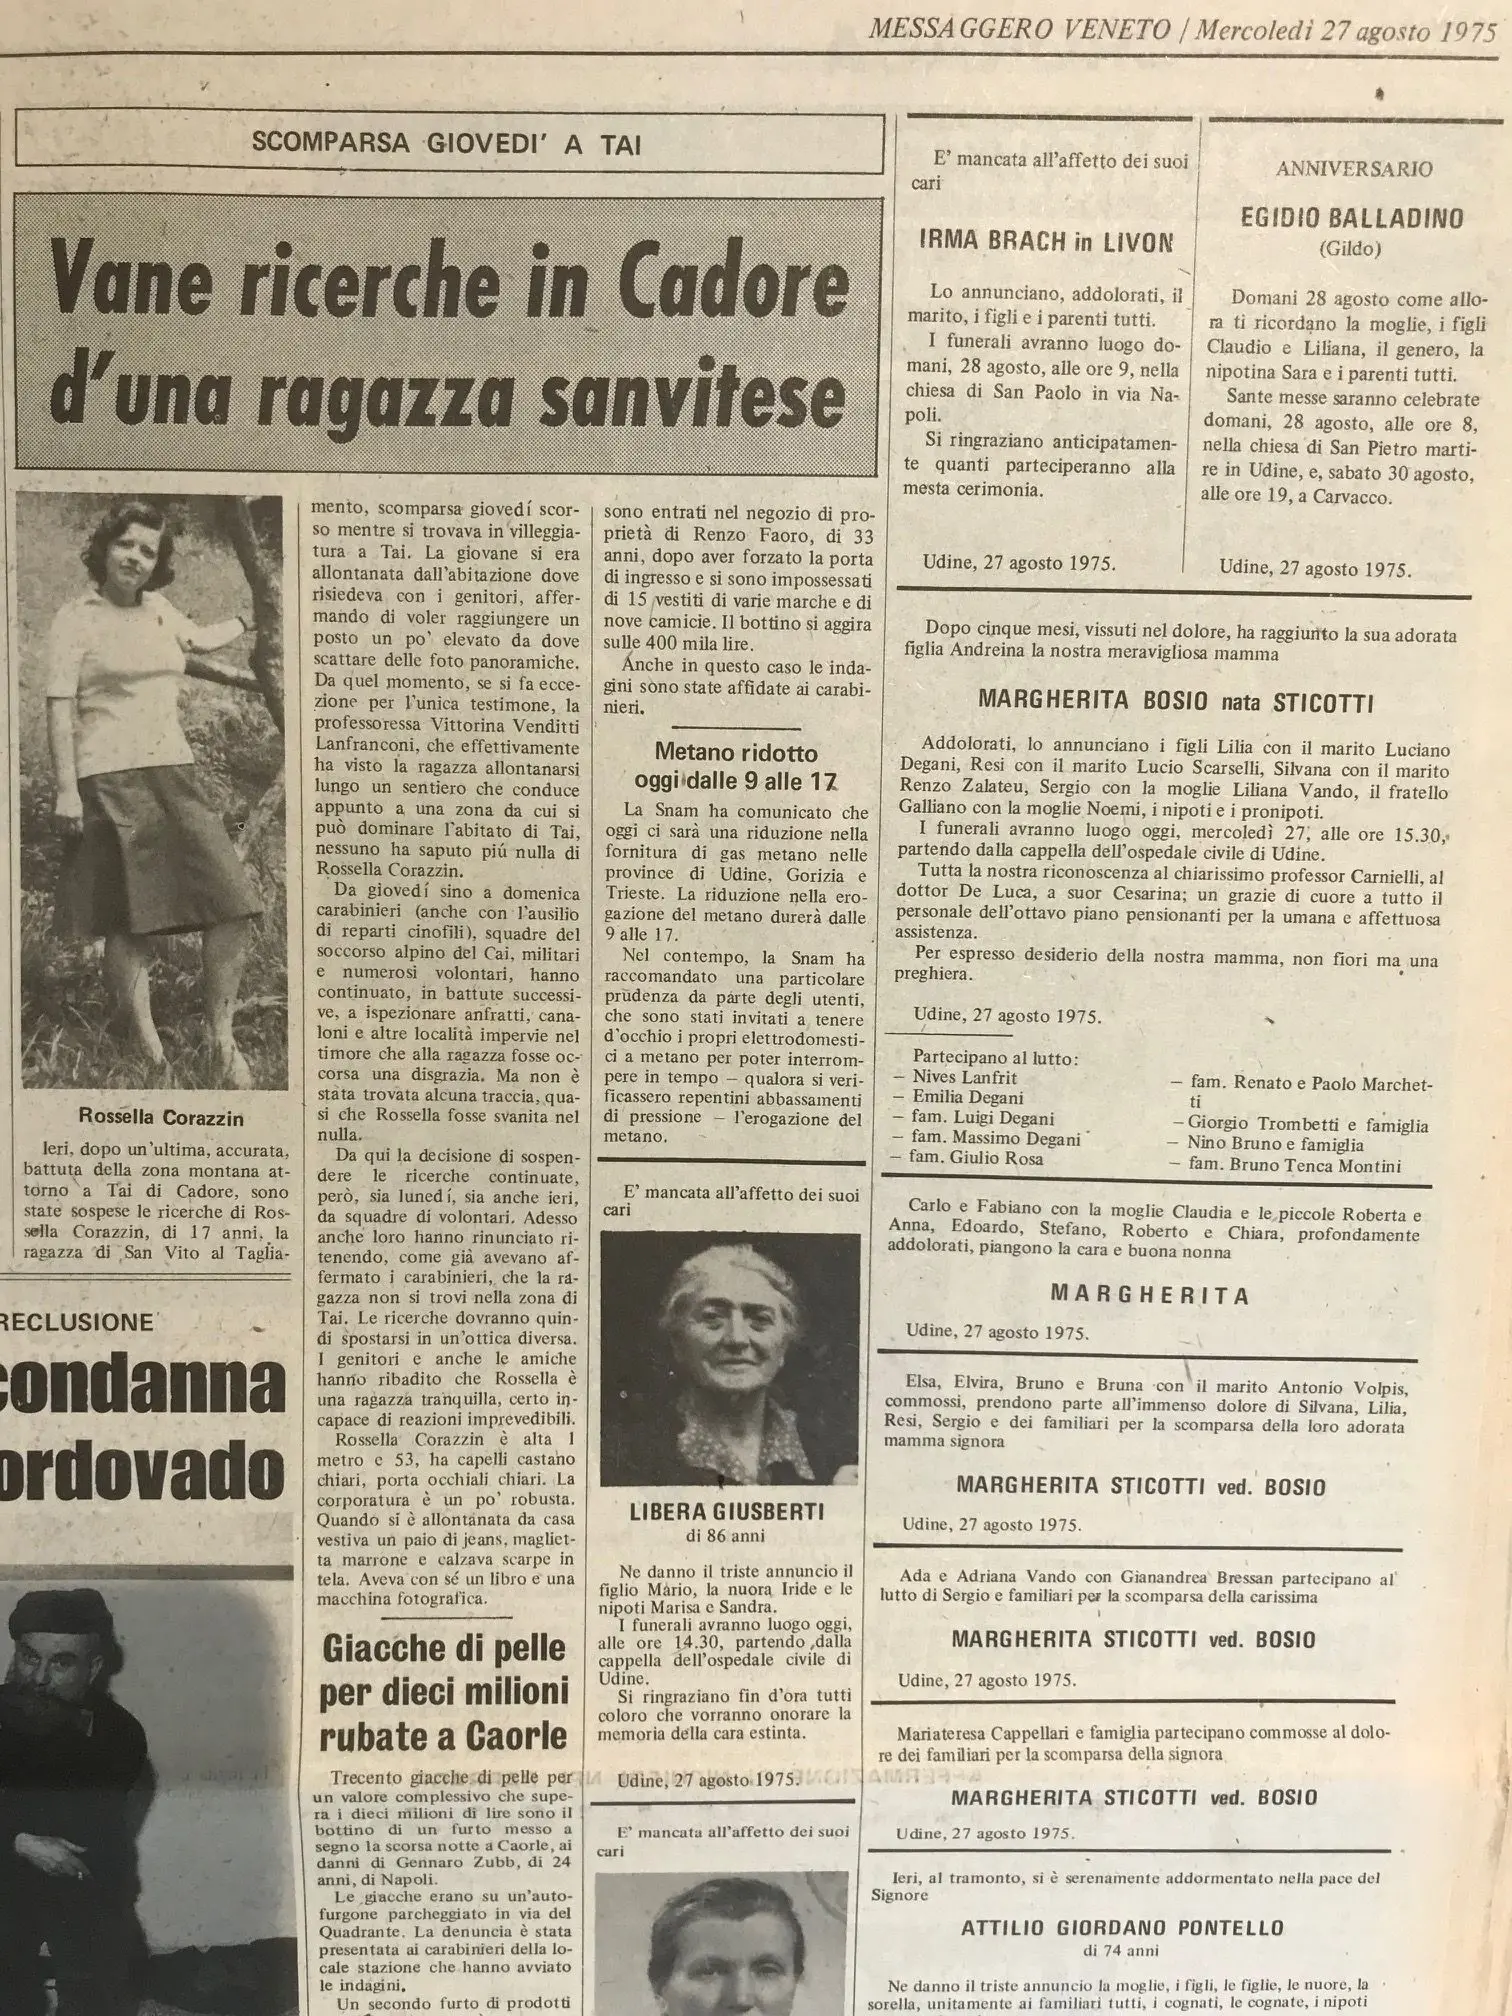 MESSAGGERO VENETO / Mercoledì 27 agosto 1975
SCOMPARSA GIOVEDI' A TAI
Vane ricerche in Cadore
d'una ragazza sanvitese
Rossella Corazzin
Ieri, dopo un'ultima, accurata,
battuta della zona montana at-
torno a Tai di Cadore, sono
state sospese le ricerche di Ros-
sella Corazzin, di 17 anni, la
ragazza di San Vito al Taglia-
mento, scomparsa giovedí scor-
so mentre si trovava in villeggia-
tura a Tai. La giovane si era
allontanata dall'abitazione dove
risiedeva con i genitori, affer-
mando di voler raggiungere un
posto un po' elevato da dove
scattare delle foto panoramiche.
Da quel momento, se si fa ecce-
zione per l'unica testimone, la
professoressa Vittorina Venditti
Lanfranconi, che effettivamente
ha visto la ragazza allontanarsi
lungo un sentiero che conduce
appunto a una zona da cui si
può dominare l'abitato di Tai,
nessuno ha saputo piú nulla di
Rossella Corazzin.
Da giovedí sino a domenica
carabinieri (anche con l'ausilio
di reparti cinofili), squadre del
soccorso alpino del Cai, militari
e numerosi volontari, hanno
continuato, in battute successi-
ve, a ispezionare anfratti, cana-
loni e altre località impervie nel
timore che alla ragazza fosse oc-
corsa una disgrazia. Ma non è
stata trovata alcuna traccia, qua-
si che Rossella fosse svanita nel
nulla.
Da qui la decisione di sospen-
dere le ricerche continuate,
però, sia lunedí, sia anche ieri,
da squadre di volontari. Adesso
anche loro hanno rinunciato ri-
tenendo, come già avevano af-
fermato i carabinieri, che la ra-
gazza non si trovi nella zona di
Tai. Le ricerche dovranno quin-
di spostarsi in un'ottica diversa.
I genitori e anche le amiche
hanno ribadito che Rossella è
una ragazza tranquilla, certo in-
capace di reazioni imprevedibili.
Rossella Corazzin è alta 1
metro e 53, ha capelli castano
chiari, porta occhiali chiari. La
corporatura è un po' robusta.
Quando si è allontanata da casa
vestiva un paio di jeans, magliet-
ta marrone e calzava scarpe in
tela. Aveva con sé un libro e una
macchina fotografica.
RECLUSIONE
condanna
ordovado
Giacche di pelle
per dieci milioni
rubate a Caorle
Trecento giacche di pelle per
un valore complessivo che supe-
ra i dieci milioni di lire sono il
bottino di un furto messo a
segno la scorsa notte a Caorle, ai
danni di Gennaro Zubb, di 24
anni, di Napoli.
Le giacche erano su un'auto-
furgone parcheggiato in via del
Quadrante. La denuncia è stata
presentata ai carabinieri della lo-
cale stazione che hanno avviato
le indagini.
Un secondo furto di prodotti
sono entrati nel negozio di pro-
prietà di Renzo Faoro, di 33
anni, dopo aver forzato la porta
di ingresso e si sono impossessati
di 15 vestiti di varie marche e di
nove camicie. Il bottino si aggira
sulle 400 mila lire.
Anche in questo caso le inda-
gini sono state affidate ai carabi-
nieri.
Metano ridotto
oggi dalle 9 alle 17
La Snam ha comunicato che
oggi ci sarà una riduzione nella
fornitura di gas metano nelle
province di Udine, Gorizia e
Trieste. La riduzione nella ero-
gazione del metano durerà dalle
9 alle 17.
Nel contempo, la Snam ha
raccomandato una particolare
prudenza da parte degli utenti,
che sono stati invitati a tenere
d'occhio i propri elettrodomesti-
ci a metano per poter interrom-
pere in tempo – qualora si veri-
ficassero repentini abbassamenti
di pressione – l'erogazione del
metano.
E' mancata all'affetto dei suoi
cari
LIBERA GIUSBERTI
di 86 anni
Ne danno il triste annuncio il
figlio Mario, la nuora Iride e le
nipoti Marisa e Sandra.
I funerali avranno luogo oggi,
alle ore 14.30, partendo dalla
cappella dell'ospedale civile di
Udine.
Si ringraziano fin d'ora tutti
coloro che vorranno onorare la
memoria della cara estinta.
Udine, 27 agosto 1975.
E' mancata all'affetto dei suoi
cari
E' mancata all'affetto dei suoi
cari
IRMA BRACH in LIVON
Lo annunciano, addolorati, il
marito, i figli e i parenti tutti.
I funerali avranno luogo do-
mani, 28 agosto, alle ore 9, nella
chiesa di San Paolo in via Na-
poli.
Si ringraziano anticipatamen-
te quanti parteciperanno alla
mesta cerimonia.
Udine, 27 agosto 1975.
ANNIVERSARIO
EGIDIO BALLADINO
(Gildo)
Domani 28 agosto come allo-
ra ti ricordano la moglie, i figli
Claudio e Liliana, il genero, la
nipotina Sara e i parenti tutti.
Sante messe saranno celebrate
domani, 28 agosto, alle ore 8,
nella chiesa di San Pietro marti-
re in Udine, e, sabato 30 agosto,
alle ore 19, a Carvacco.
Udine, 27 agosto 1975.
Dopo cinque mesi, vissuti nel dolore, ha raggiunto la sua adorata
figlia Andreina la nostra meravigliosa mamma
MARGHERITA BOSIO nata STICOTTI
Addolorati, lo annunciano i figli Lilia con il marito Luciano
Degani, Resi con il marito Lucio Scarselli, Silvana con il marito
Renzo Zalateu, Sergio con la moglie Liliana Vando, il fratello
Galliano con la moglie Noemi, i nipoti e i pronipoti.
I funerali avranno luogo oggi, mercoledì 27, alle ore 15.30,
partendo dalla cappella dell'ospedale civile di Udine.
Tutta la nostra riconoscenza al chiarissimo professor Carnielli, al
dottor De Luca, a suor Cesarina; un grazie di cuore a tutto il
personale dell'ottavo piano pensionanti per la umana e affettuosa
assistenza.
Per espresso desiderio della nostra mamma, non fiori ma una
preghiera.
Udine, 27 agosto 1975.
Partecipano al lutto:
– Nives Lanfrit
– Emilia Degani
– fam. Luigi Degani
– fam. Massimo Degani
– fam. Giulio Rosa
– fam. Renato e Paolo Marchet-
ti
– Giorgio Trombetti e famiglia
– Nino Bruno e famiglia
– fam. Bruno Tenca Montini
Carlo e Fabiano con la moglie Claudia e le piccole Roberta e
Anna, Edoardo, Stefano, Roberto e Chiara, profondamente
addolorati, piangono la cara e buona nonna
MARGHERITA
Udine, 27 agosto 1975.
Elsa, Elvira, Bruno e Bruna con il marito Antonio Volpis,
commossi, prendono parte all'immenso dolore di Silvana, Lilia,
Resi, Sergio e dei familiari per la scomparsa della loro adorata
mamma signora
MARGHERITA STICOTTI ved. BOSIO
Udine, 27 agosto 1975.
Ada e Adriana Vando con Gianandrea Bressan partecipano al
lutto di Sergio e familiari per la scomparsa della carissima
MARGHERITA STICOTTI ved. BOSIO
Udine, 27 agosto 1975.
Mariateresa Cappellari e famiglia partecipano commosse al dolo-
re dei familiari per la scomparsa della signora
MARGHERITA STICOTTI ved. BOSIO
Udine, 27 agosto 1975.
Ieri, al tramonto, si è serenamente addormentato nella pace del
Signore
ATTILIO GIORDANO PONTELLO
di 74 anni
Ne danno il triste annuncio la moglie, i figli, le figlie, le nuore, la
sorella, unitamente ai familiari tutti, i cognati, le cognate, i nipoti